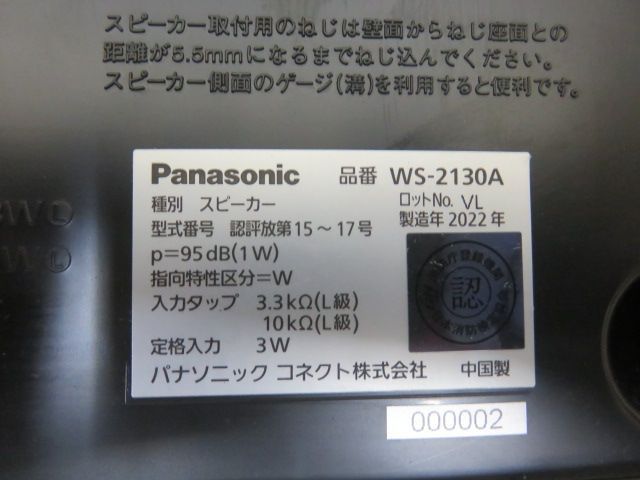 スピーカー取付用のねじは壁面からねじ座面との
距離が5.5mmになるまでねじ込んでください。
スピーカー側面のゲージ(溝)を利用すると便利です。
Panasonic 品番 WS-2130A
種別 スピーカー ロットNo. VL
製造年 2022 年
型式番号 認評放第15～17号
p=95dB(1W)
指向特性区分=W
入力タップ 3.3kΩ(L級)
10kΩ(L級)
定格入力 3W
認
パナソニック コネクト株式会社 中国製
000002